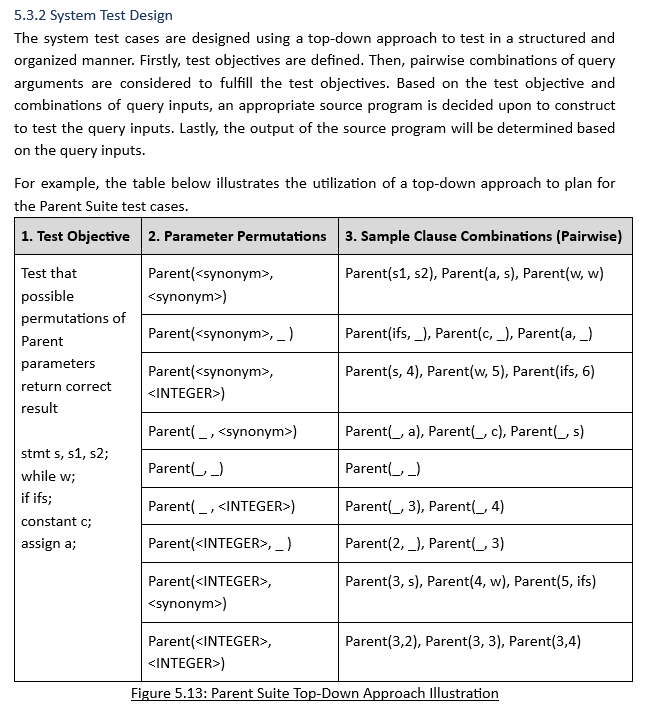 5.3.2 System Test Design
The system test cases are designed using a top-down approach to test in a structured and
organized manner. Firstly, test objectives are defined. Then, pairwise combinations of query
arguments are considered to fulfill the test objectives. Based on the test objective and
combinations of query inputs, an appropriate source program is decided upon to construct
to test the query inputs. Lastly, the output of the source program will be determined based
on the query inputs.
For example, the table below illustrates the utilization of a top-down approach to plan for
the Parent Suite test cases.
1. Test Objective
2. Parameter Permutations
3. Sample Clause Combinations (Pairwise)
Test that
possible
permutations of
Parent
parameters
return correct
result
stmt s, s1, s2;
while w;
if ifs;
constant c;
assign a;
Parent(<synonym>,
<synonym>)
Parent(s1, s2), Parent(a, s), Parent(w, w)
Parent(<synonym>, _ )
Parent(ifs, _), Parent(c, _), Parent(a, _)
Parent(<synonym>,
<INTEGER>)
Parent(s, 4), Parent(w, 5), Parent(ifs, 6)
Parent( _ , <synonym>)
Parent(_, a), Parent(_, c), Parent(_, s)
Parent(_, _)
Parent(_, _)
Parent( _ , <INTEGER>)
Parent(_, 3), Parent(_, 4)
Parent(<INTEGER>, _ )
Parent(2, _), Parent(_, 3)
Parent(<INTEGER>,
<synonym>)
Parent(3, s), Parent(4, w), Parent(5, ifs)
Parent(<INTEGER>,
<INTEGER>)
Parent(3,2), Parent(3, 3), Parent(3,4)
Figure 5.13: Parent Suite Top-Down Approach Illustration